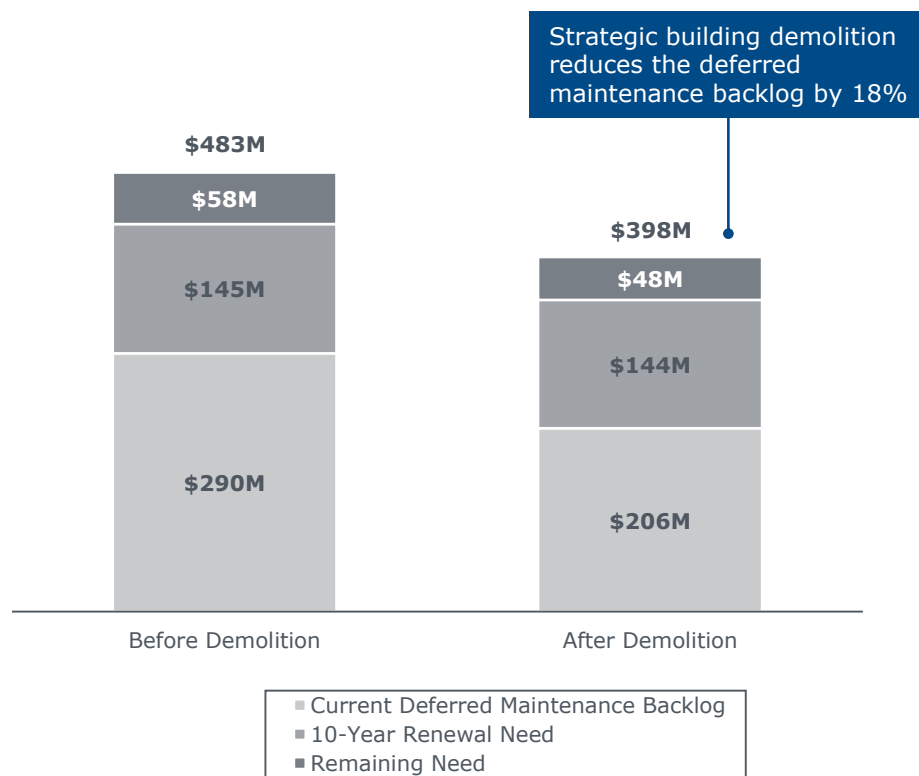 Strategic building demolition
reduces the deferred
maintenance backlog by 18%
$483M
$58M
$145M
$290M
$398M
$48M
$144M
$206M
Before Demolition
After Demolition
Current Deferred Maintenance Backlog
10-Year Renewal Need
Remaining Need